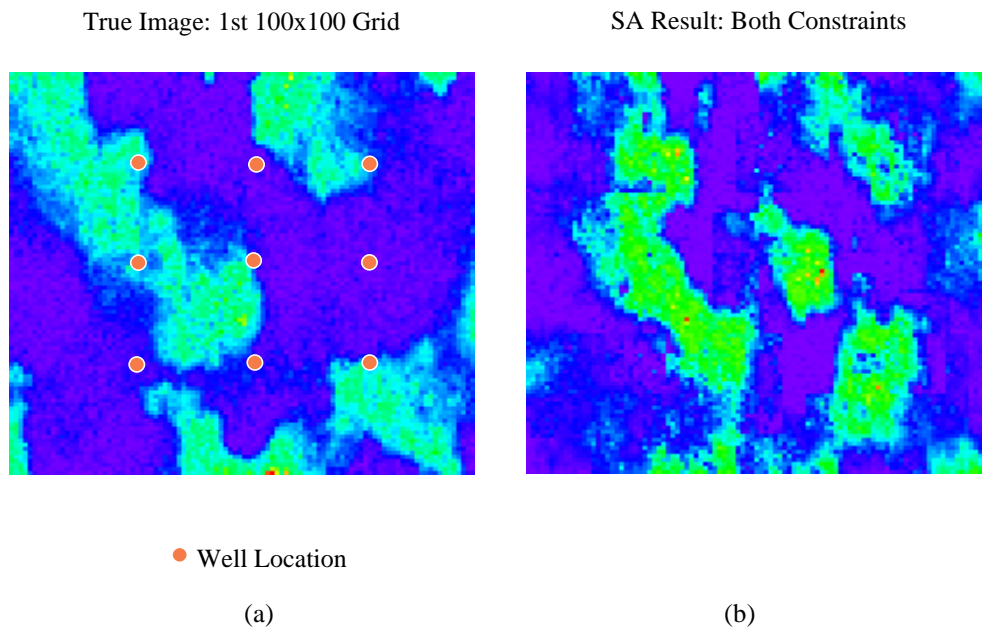 True Image: 1st 100x100 Grid
SA Result: Both Constraints
Well Location
(a)
(b)